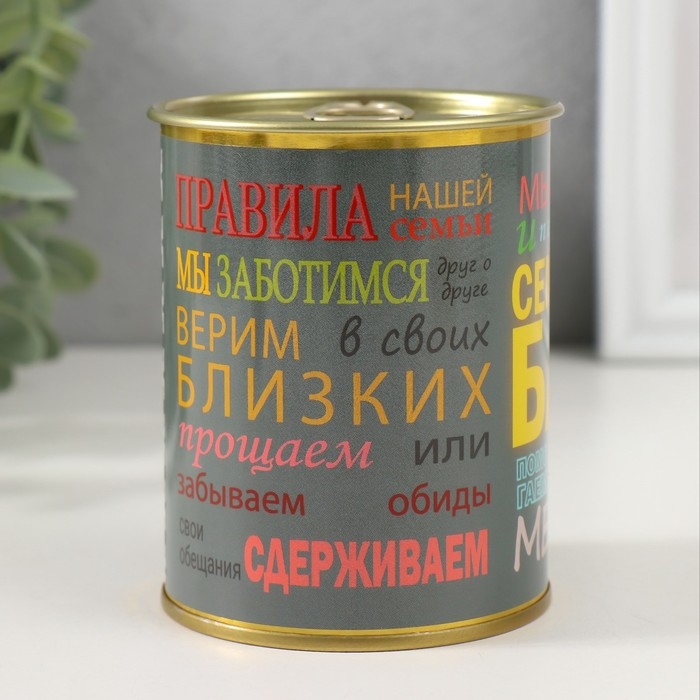 ПРАВИЛА НАШЕЙ
семьи
МЫ ЗАБОТИМСЯ друг о
друге
ВЕРИМ в своих
БЛИЗКИХ
прощаем или
забываем обиды
свои
обещания СДЕРЖИВАЕМ